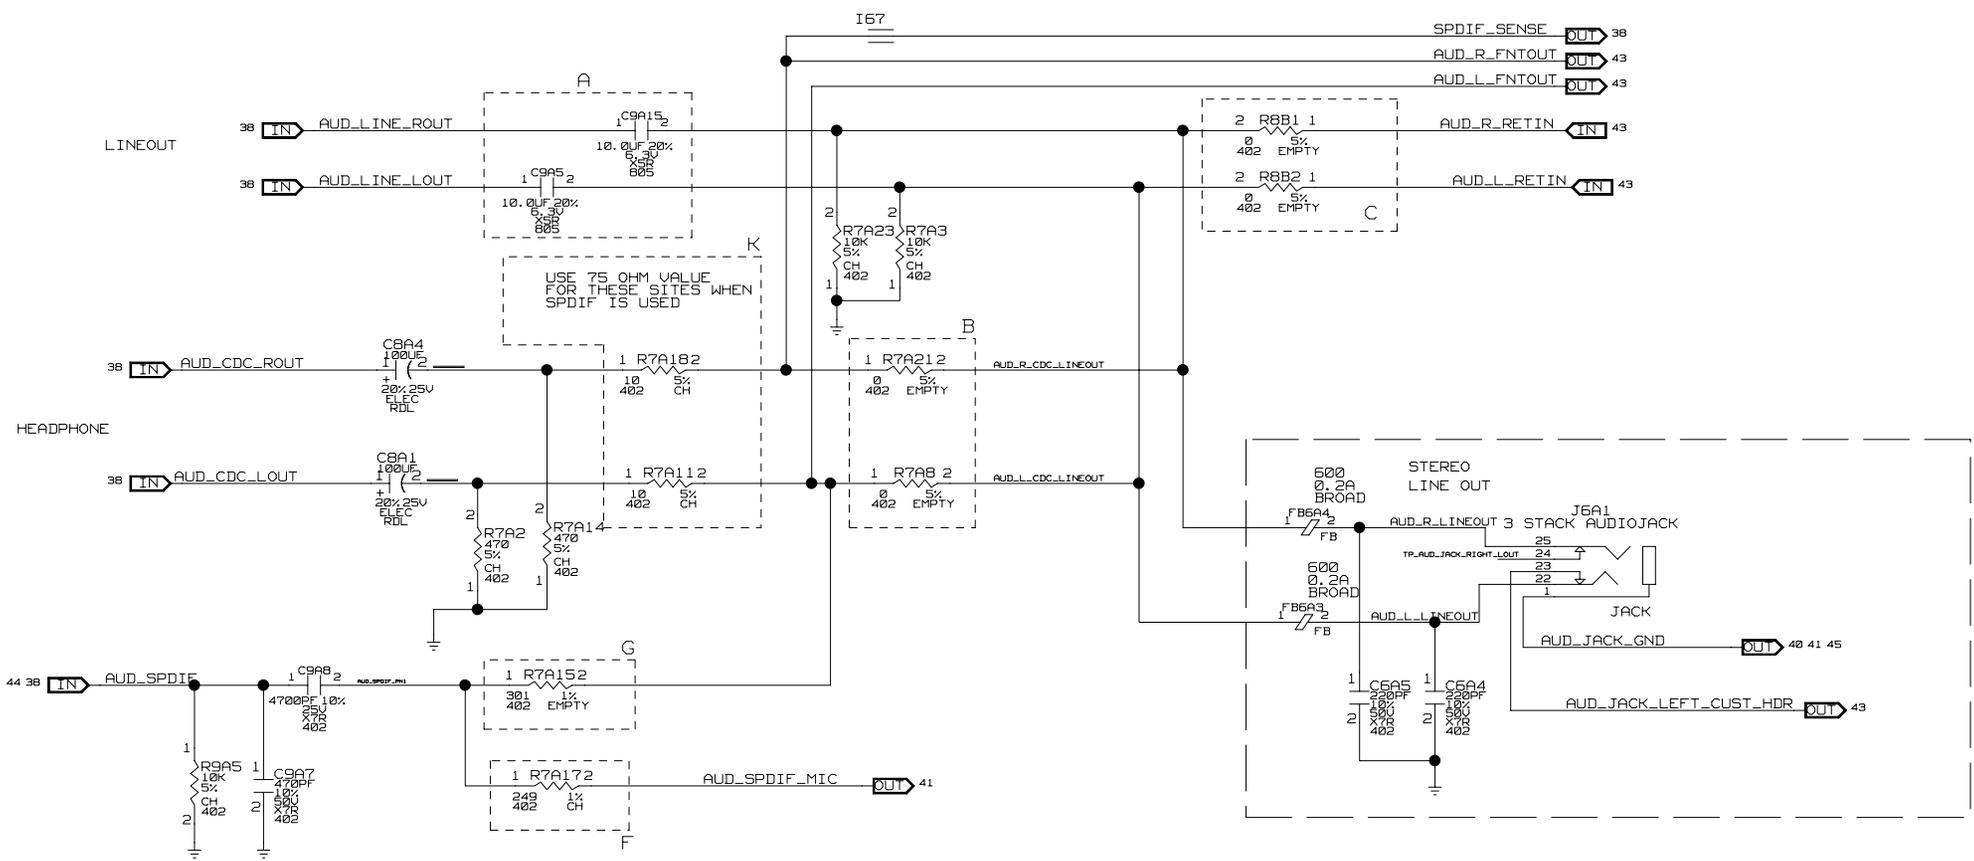 I67
SPDIF_SENSE OUT 38
AUD_R_FNTOUT OUT 43
AUD_L_FNTOUT OUT 43
A
LINEOUT
38 IN AUD_LINE_ROUT
1 C9A15 2
10.0UF 20%
6.3V
X5R
805
2 R8B1 1
0 5%
402 EMPTY
AUD_R_RETIN IN 43
38 IN AUD_LINE_LOUT
1 C9A5 2
10.0UF 20%
6.3V
X5R
805
2 R8B2 1
0 5%
402 EMPTY
C
AUD_L_RETIN IN 43
2
R7A23
10K
5%
CH
402
1
2
R7A3
10K
5%
CH
402
1
K
USE 75 OHM VALUE
FOR THESE SITES WHEN
SPDIF IS USED
B
HEADPHONE
38 IN AUD_CDC_ROUT
C8A4
100UF
1 2
+
20% 25V
ELEC
RDL
1 R7A18 2
10 5%
402 CH
1 R7A21 2
0 5%
402 EMPTY
AUD_R_CDC_LINEOUT
38 IN AUD_CDC_LOUT
C8A1
100UF
1 2
+
20% 25V
ELEC
RDL
1 R7A11 2
10 5%
402 CH
1 R7A8 2
0 5%
402 EMPTY
AUD_L_CDC_LINEOUT
2
R7A2
470
5%
CH
402
1
2
R7A14
470
5%
CH
402
1
STEREO
LINE OUT
600
0.2A
BROAD
FB6A4
1 2
FB
AUD_R_LINEOUT
J6A1
3 STACK AUDIOJACK
25
TP_AUD_JACK_RIGHT_LOUT 24
23
22
1
JACK
600
0.2A
BROAD
FB6A3
1 2
FB
AUD_L_LINEOUT
AUD_JACK_GND OUT 40 41 45
AUD_JACK_LEFT_CUST_HDR OUT 43
1
C6A5
220PF
10%
50V
X7R
402
2
1
C6A4
220PF
10%
50V
X7R
402
2
44 38 IN AUD_SPDIF
C9A8
1 2
4700PF 10%
25V
X7R
402
AUD_SPDIF_PN1
G
1 R7A15 2
301 1%
402 EMPTY
1
R9A5
10K
5%
CH
402
2
1
C9A7
470PF
10%
50V
X7R
402
2
1 R7A17 2
249 1%
402 CH
F
AUD_SPDIF_MIC OUT 41